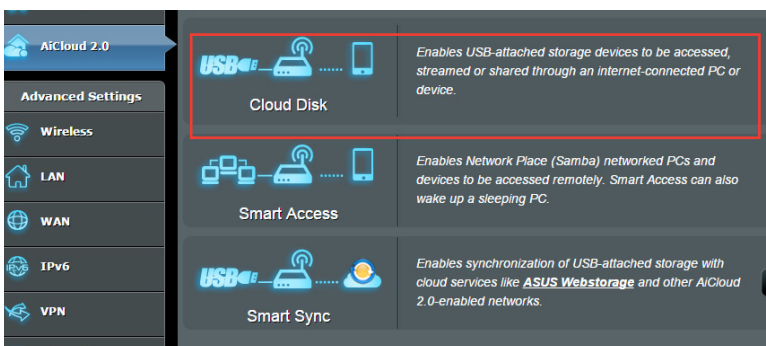 AiCloud 2.0
Advanced Settings
Wireless
LAN
WAN
IPv6
IPv6
VPN
USB
Cloud Disk
Enables USB-attached storage devices to be accessed,
streamed or shared through an internet-connected PC or
device.
Smart Access
Enables Network Place (Samba) networked PCs and
devices to be accessed remotely. Smart Access can also
wake up a sleeping PC.
USB
Smart Sync
Enables synchronization of USB-attached storage with
cloud services like ASUS Webstorage and other AiCloud
2.0-enabled networks.